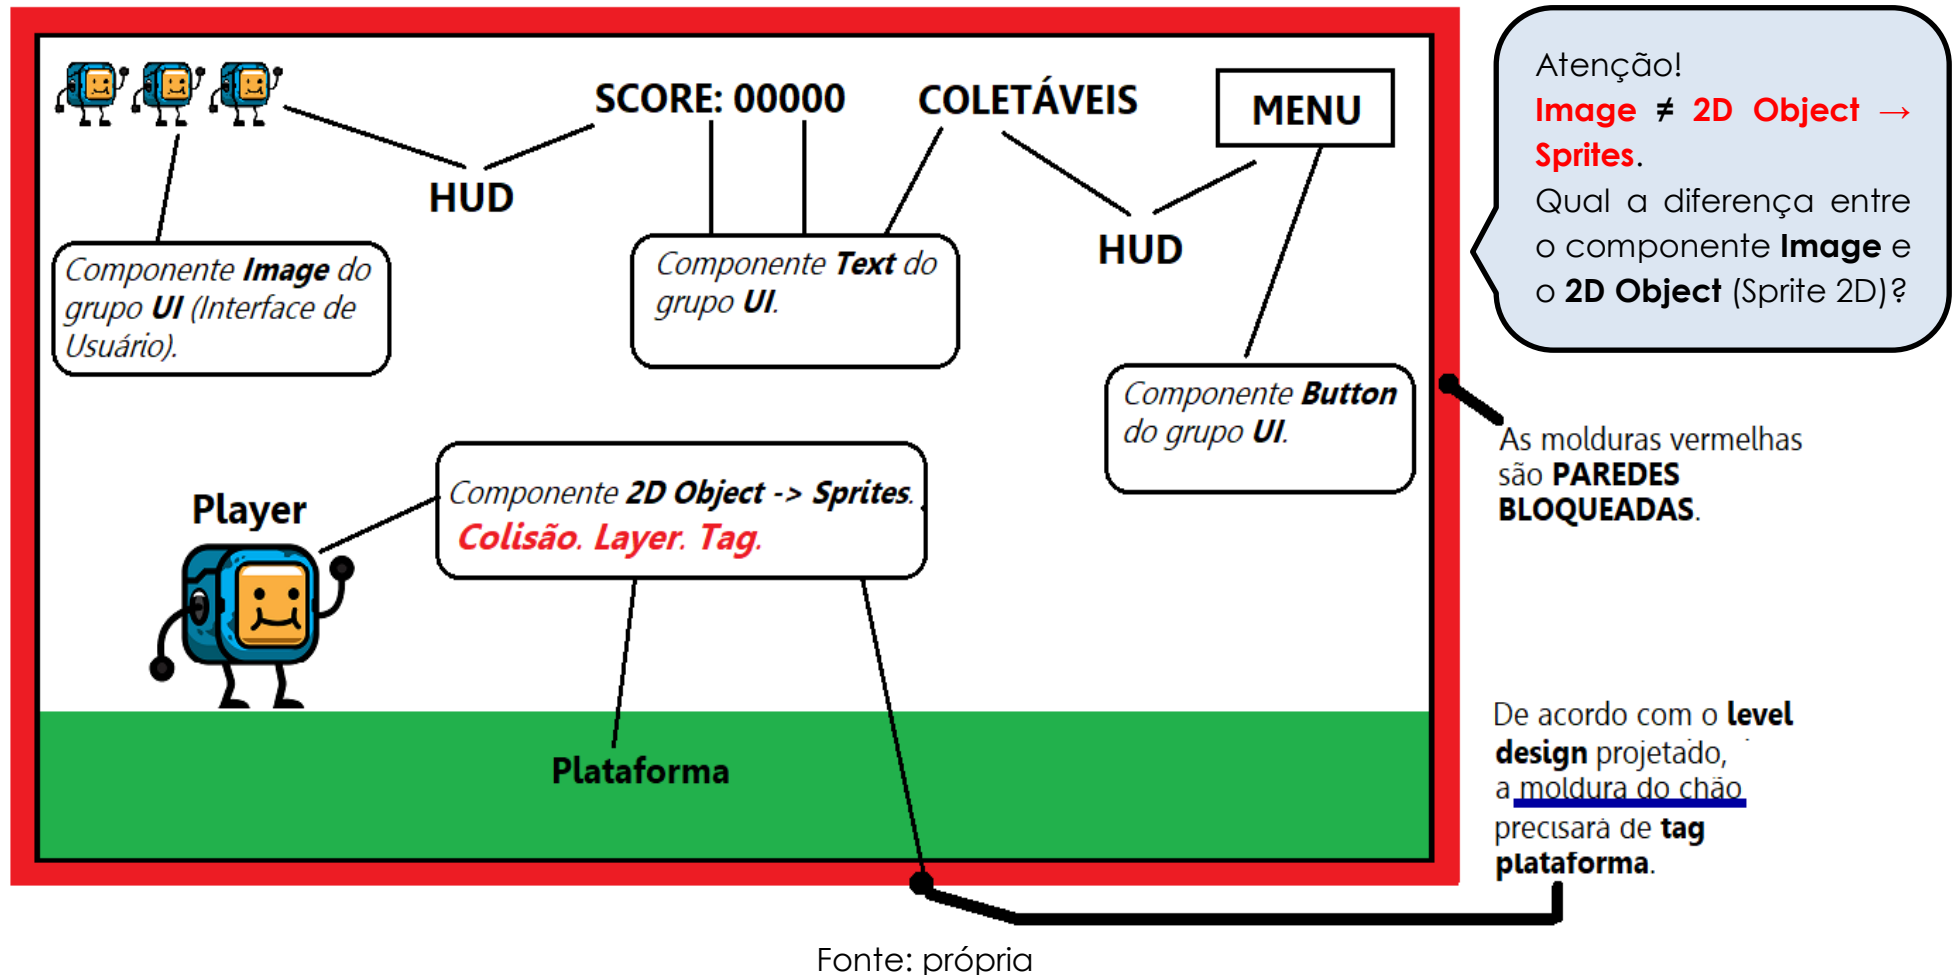 SCORE: 00000
COLETÁVEIS
MENU
HUD
HUD
Componente Image do
grupo UI (Interface de
Usuário).
Componente Text do
grupo UI.
Componente Button
do grupo UI.
Player
Componente 2D Object -> Sprites.
Colisão. Layer. Tag.
Plataforma
Atenção!
Image ≠ 2D Object →
Sprites.
Qual a diferença entre
o componente Image e
o 2D Object (Sprite 2D)?
As molduras vermelhas
são PAREDES
BLOQUEADAS.
De acordo com o level
design projetado,
a moldura do chão
precisará de tag
plataforma.
Fonte: própria